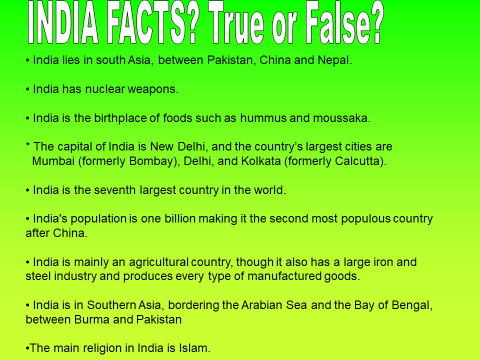 INDIA FACTS? True or False?
• India lies in south Asia, between Pakistan, China and Nepal.
• India has nuclear weapons.
• India is the birthplace of foods such as hummus and moussaka.
* The capital of India is New Delhi, and the country's largest cities are
Mumbai (formerly Bombay), Delhi, and Kolkata (formerly Calcutta).
• India is the seventh largest country in the world.
• India's population is one billion making it the second most populous country
after China.
• India is mainly an agricultural country, though it also has a large iron and
steel industry and produces every type of manufactured goods.
• India is in Southern Asia, bordering the Arabian Sea and the Bay of Bengal,
between Burma and Pakistan
•The main religion in India is Islam.